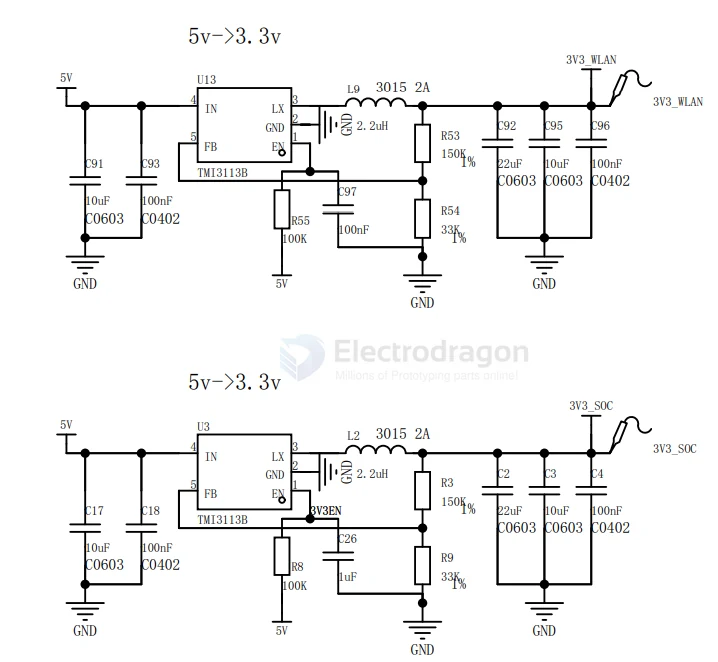 5v->3.3v
5V
U13
4
IN
LX
3
GND
2
5
FB
EN
1
TMI3113B
L9
3015 2A
2.2uH
GND
3V3_WLAN
3V3_WLAN
R53
150K
1%
R54
33K
1%
C91
10uF
C0603
C93
100nF
C0402
R55
100K
5V
C97
100nF
C92
22uF
C0603
C95
10uF
C0603
C96
100nF
C0402
GND
GND
GND
Electrodragon
Millions of Prototyping parts online!
5v->3.3v
5V
U3
4
IN
LX
3
GND
2
5
FB
EN
1
TMI3113B
3V3EN
L2
3015 2A
2.2uH
GND
3V3_SOC
3V3_SOC
R3
150K
1%
R9
33K
1%
C17
10uF
C0603
C18
100nF
C0402
R8
100K
5V
C26
1uF
C2
22uF
C0603
C3
10uF
C0603
C4
100nF
C0402
GND
GND
GND